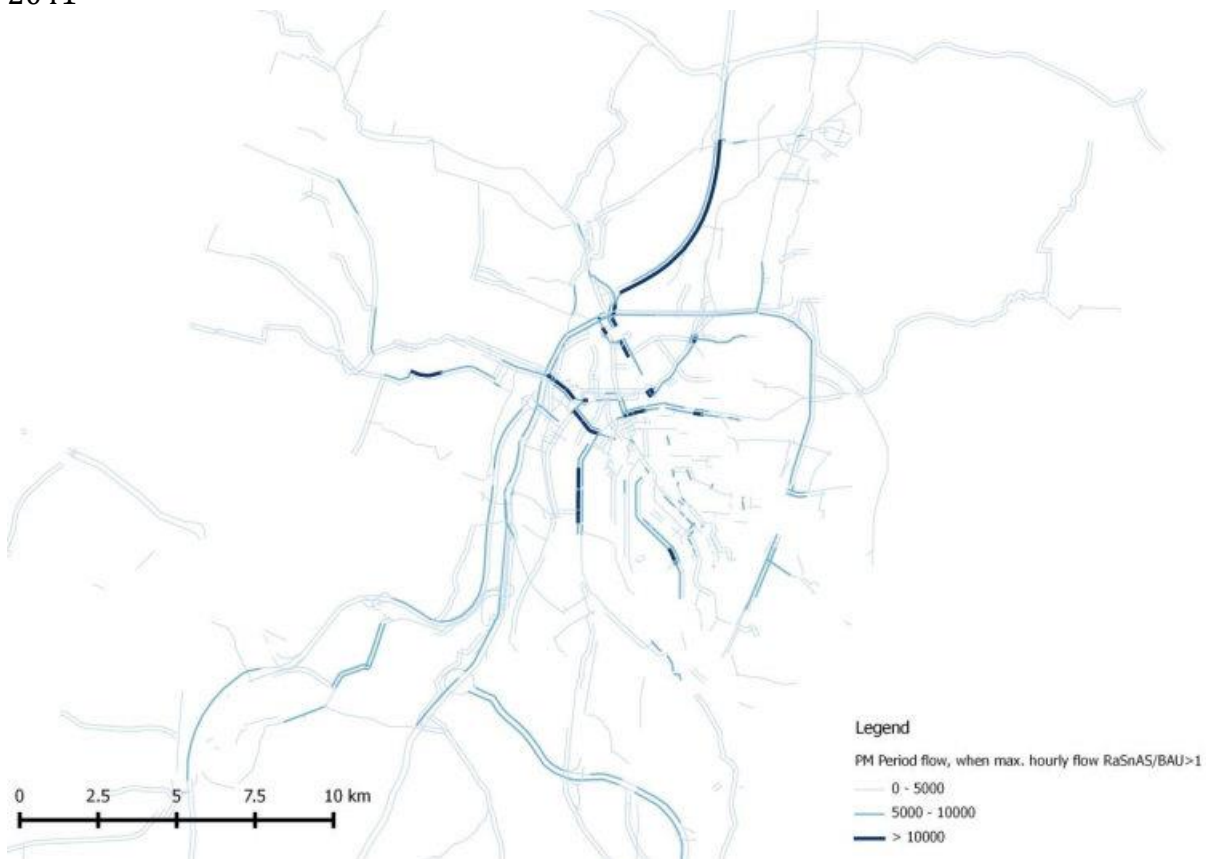 2041
Legend
PM Period flow, when max. hourly flow RaSnAS/BAU>1
0 - 5000
5000 - 10000
> 10000
0 2.5 5 7.5 10 km